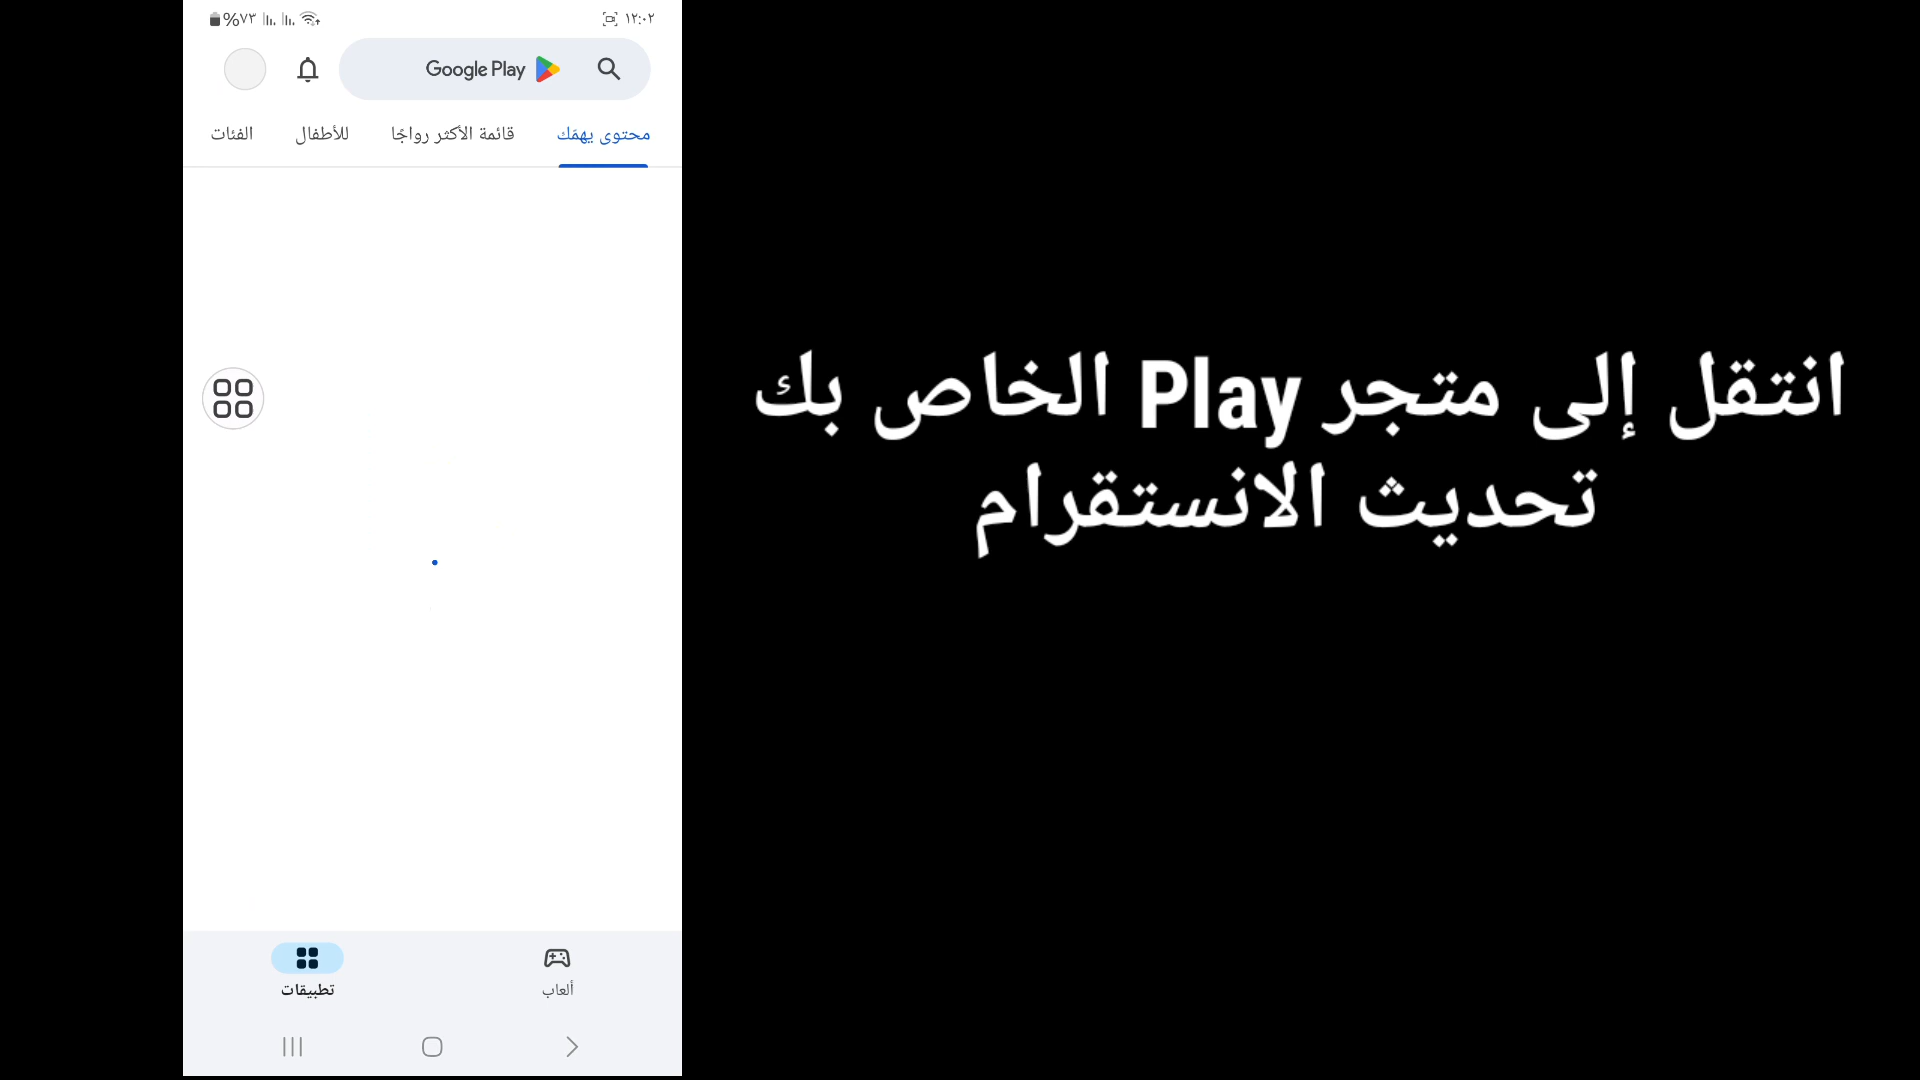 ١٢:٠٢
%٧٣
Google Play
محتوى يهمّك
قائمة الأكثر رواجًا
للأطفال
الفئات
انتقل إلى متجر Play الخاص بك
تحديث الانستقرام
ألعاب
تطبيقات